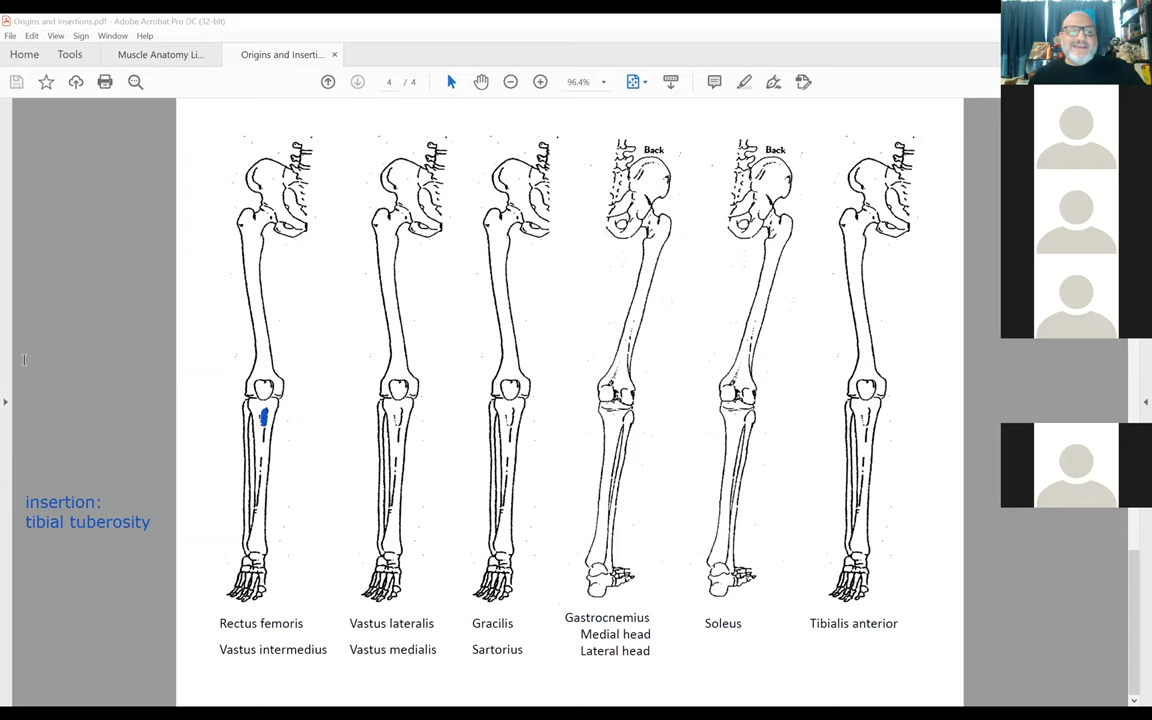 Origins and Insertions.pdf - Adobe Acrobat Pro DC (32-bit)
File Edit View Sign Window Help
Home Tools Muscle Anatomy Li... Origins and Inserti... ×
4 / 4 96.4%
Back Back
insertion:
tibial tuberosity
Rectus femoris Vastus lateralis Gracilis Gastrocnemius Soleus Tibialis anterior
Medial head
Vastus intermedius Vastus medialis Sartorius Lateral head